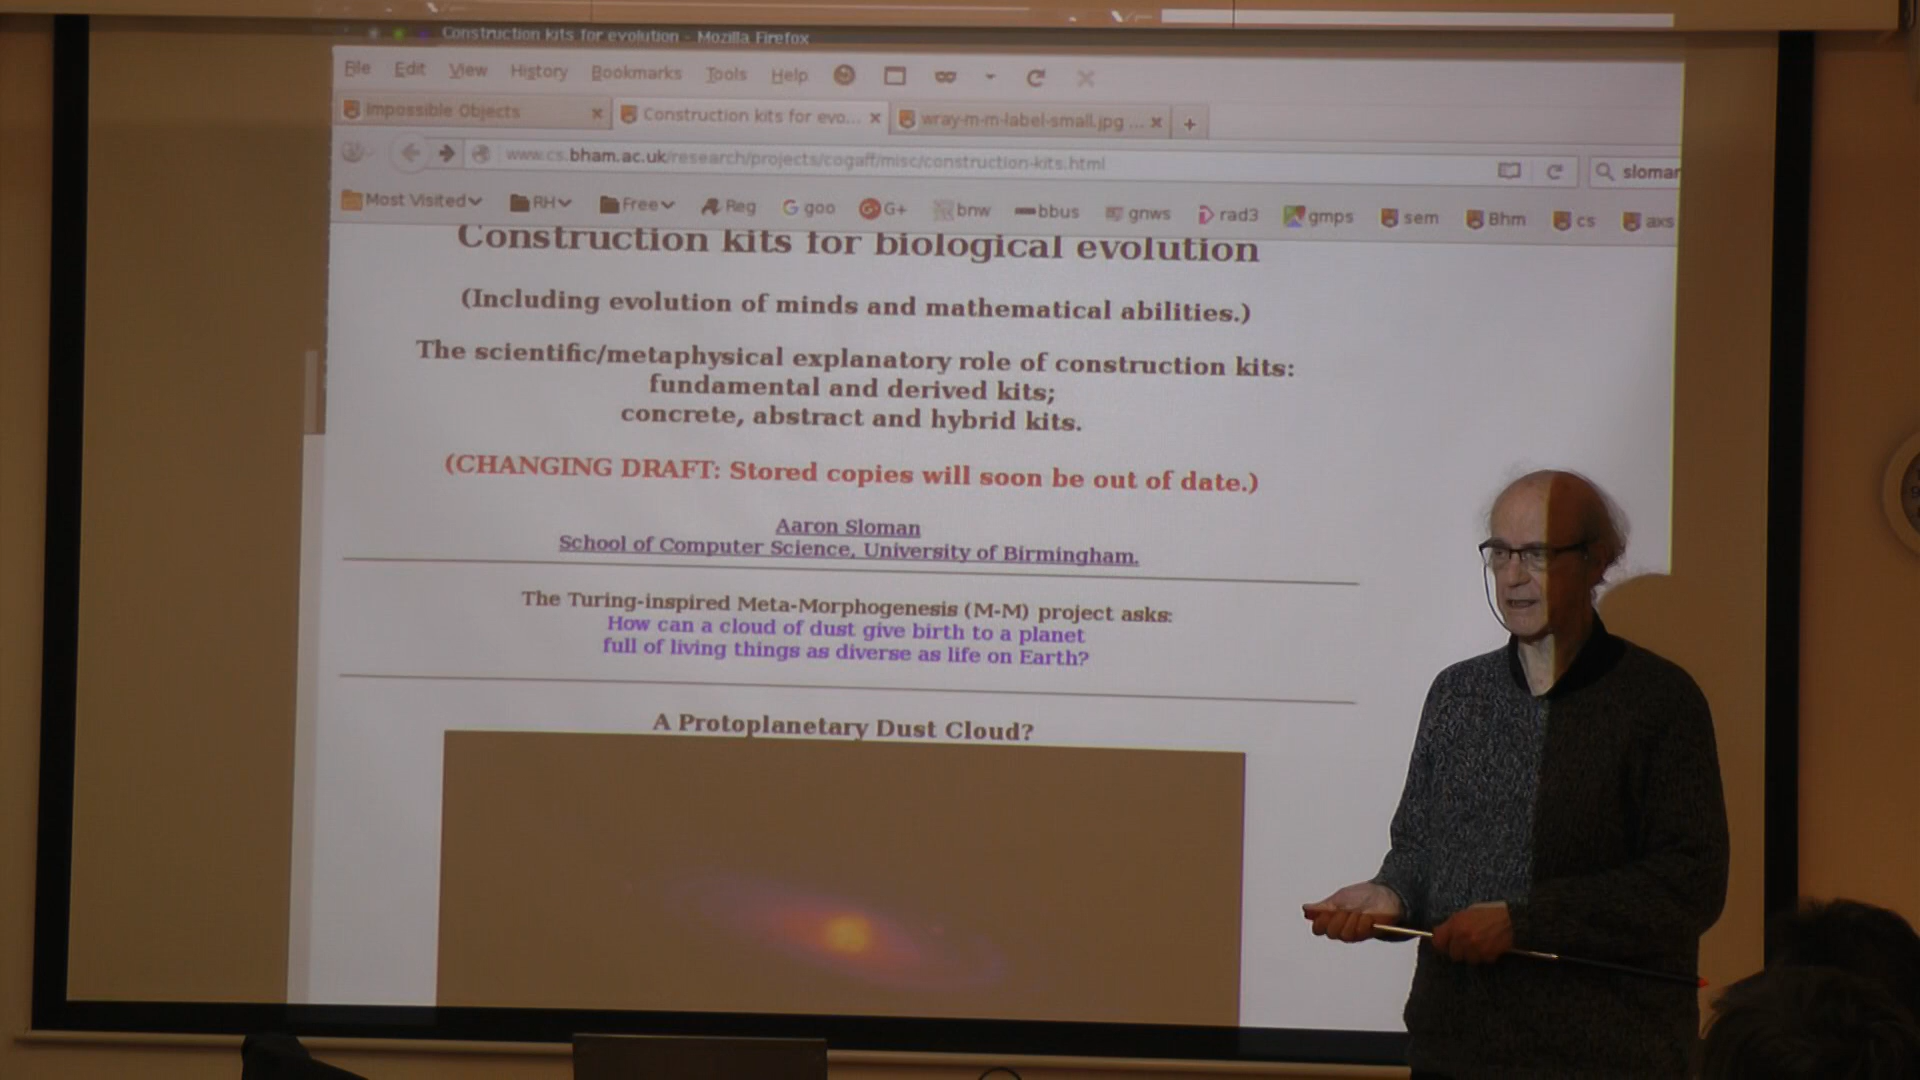 Construction kits for evolution - Mozilla Firefox
File Edit View History Bookmarks Tools Help
Impossible Objects
Construction kits for evo...
wray-m-m-label-small.jpg ...
www.cs.bham.ac.uk/research/projects/cogaff/misc/construction-kits.html
sloman
Most Visited RH Free Reg goo G+ bnw bbus gnws rad3 gmps sem Bhm cs axs
Construction kits for biological evolution
(Including evolution of minds and mathematical abilities.)
The scientific/metaphysical explanatory role of construction kits:
fundamental and derived kits;
concrete, abstract and hybrid kits.
(CHANGING DRAFT: Stored copies will soon be out of date.)
Aaron Sloman
School of Computer Science, University of Birmingham.
The Turing-inspired Meta-Morphogenesis (M-M) project asks:
How can a cloud of dust give birth to a planet
full of living things as diverse as life on Earth?
A Protoplanetary Dust Cloud?